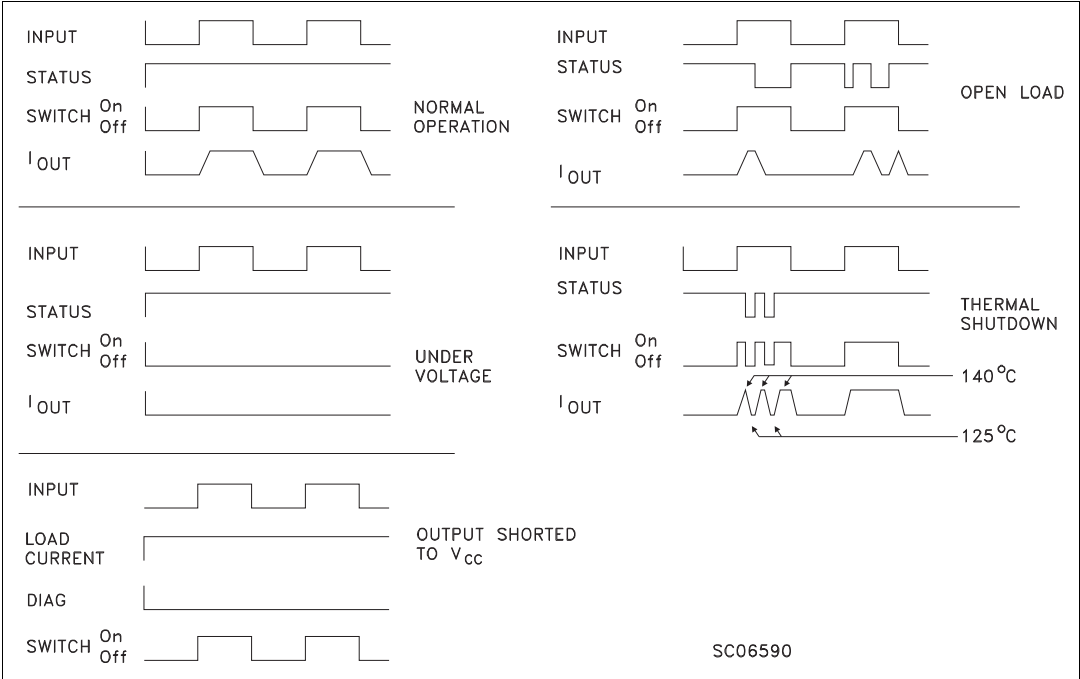 INPUT
STATUS
SWITCH On
Off
I OUT
NORMAL
OPERATION
INPUT
STATUS
SWITCH On
Off
I OUT
OPEN LOAD
INPUT
STATUS
SWITCH On
Off
I OUT
UNDER
VOLTAGE
INPUT
STATUS
SWITCH On
Off
I OUT
THERMAL
SHUTDOWN
140°C
125°C
INPUT
LOAD
CURRENT
DIAG
SWITCH On
Off
OUTPUT SHORTED
TO VCC
SC06590